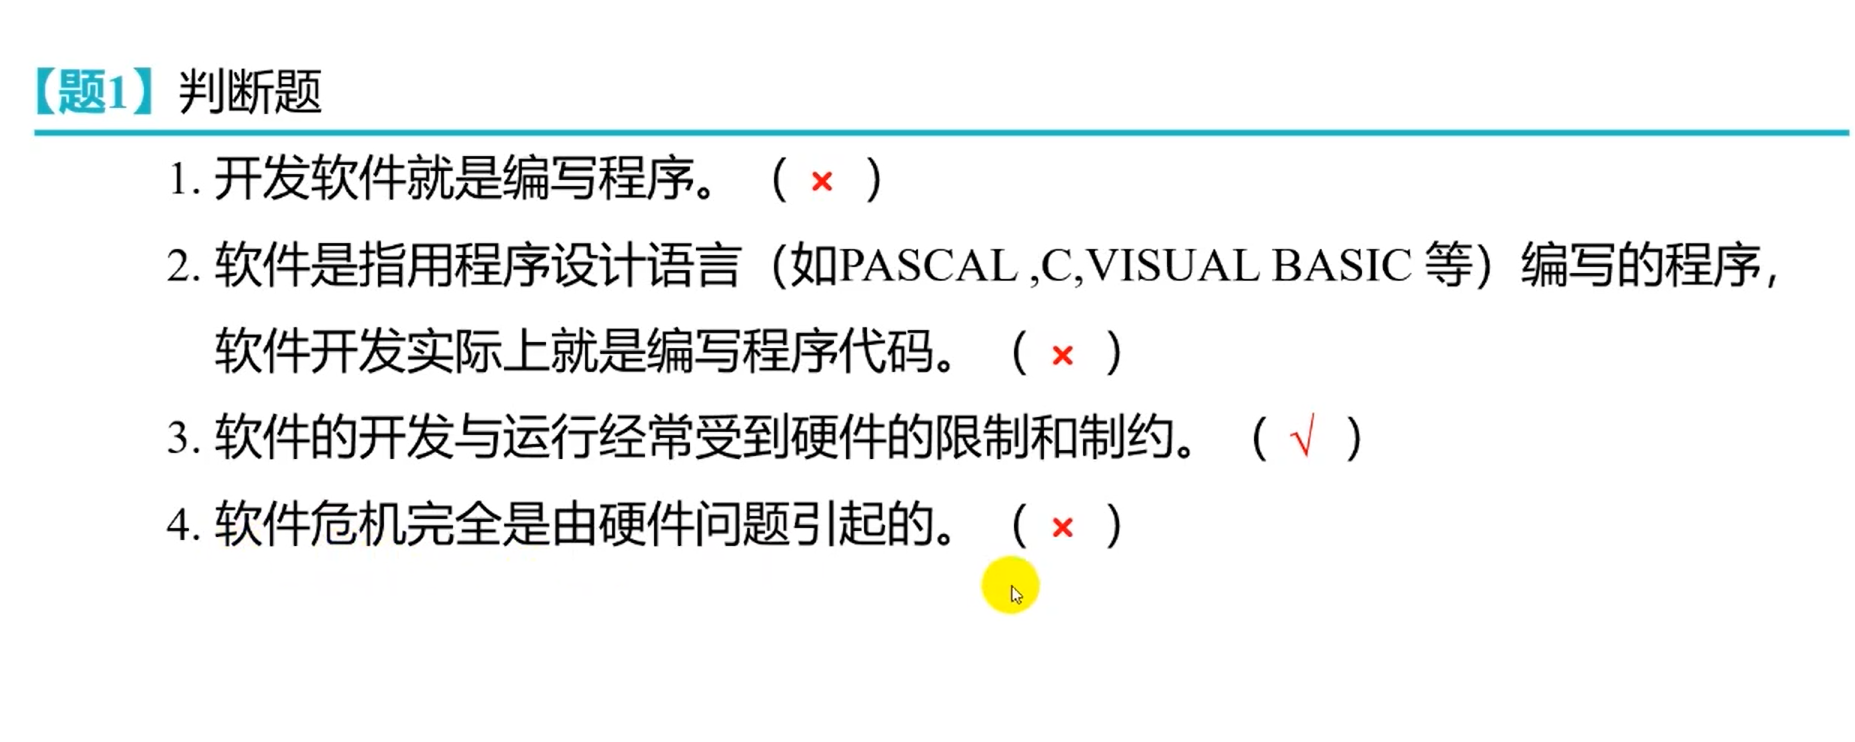 【题1】判断题
1. 开发软件就是编写程序。（ × ）
2. 软件是指用程序设计语言（如PASCAL ,C,VISUAL BASIC 等）编写的程序，
软件开发实际上就是编写程序代码。（ × ）
3. 软件的开发与运行经常受到硬件的限制和制约。（ √ ）
4. 软件危机完全是由硬件问题引起的。（ × ）